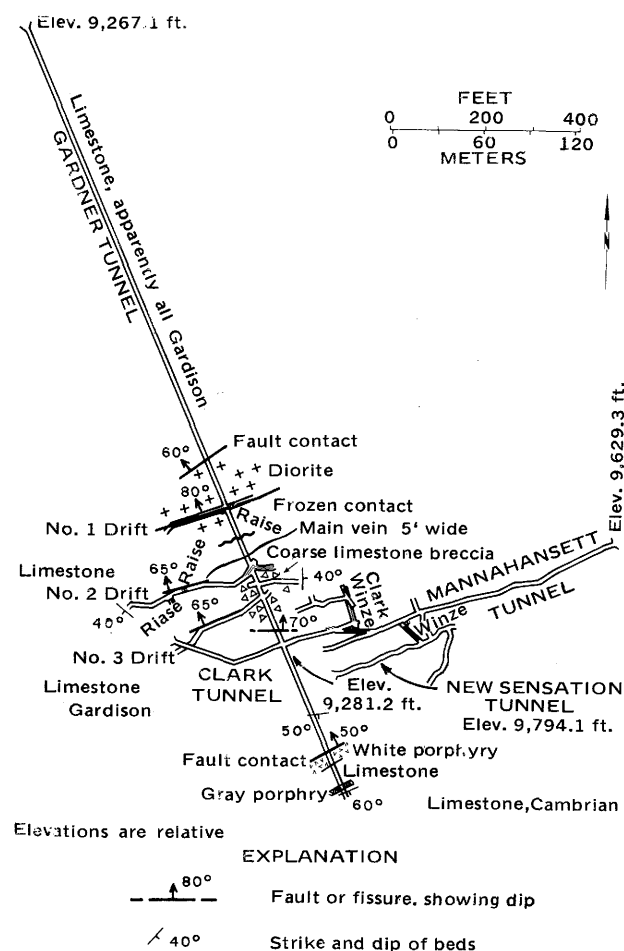 Elev. 9,267.1 ft.
FEET
0 200 400
0 60 120
METERS
N
Limestone, apparently all Gardison
GARDNER TUNNEL
Elev. 9,629.3 ft.
60°
Fault contact
Diorite
80°
Frozen contact
No. 1 Drift
Raise
Main vein 5' wide
Raise
Coarse limestone breccia
Limestone
65°
No. 2 Drift
40°
40°
Riase
65°
Clark
Winze
MANNAHANSETT
TUNNEL
Winze
70°
No. 3 Drift
CLARK
TUNNEL
Limestone
Gardison
Elev.
9,281.2 ft.
NEW SENSATION
TUNNEL
Elev. 9,794.1 ft.
50°
50°
White porphyry
Fault contact
Limestone
Gray porphry
60°
Limestone, Cambrian
Elevations are relative
EXPLANATION
80°
Fault or fissure, showing dip
40°
Strike and dip of beds